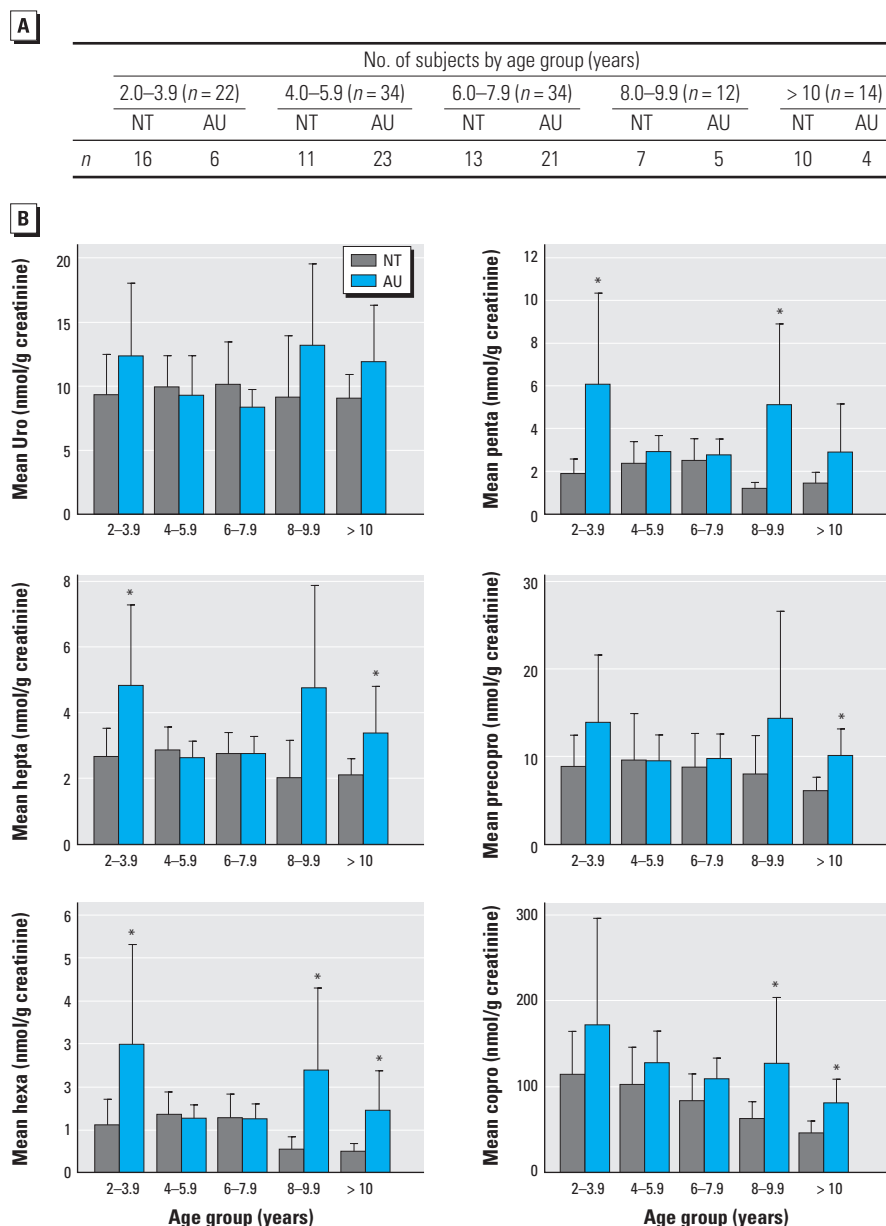 A
No. of subjects by age group (years)
2.0–3.9 (n = 22) 4.0–5.9 (n = 34) 6.0–7.9 (n = 34) 8.0–9.9 (n = 12) > 10 (n = 14)
NT AU NT AU NT AU NT AU NT AU
n 16 6 11 23 13 21 7 5 10 4
B
Mean Uro (nmol/g creatinine)
20
15
10
5
0
NT
AU
2–3.9 4–5.9 6–7.9 8–9.9 > 10
Mean penta (nmol/g creatinine)
12
10
8
6
4
2
0
* *
2–3.9 4–5.9 6–7.9 8–9.9 > 10
Mean hepta (nmol/g creatinine)
8
6
4
2
0
* *
2–3.9 4–5.9 6–7.9 8–9.9 > 10
Mean precopro (nmol/g creatinine)
30
20
10
0
*
2–3.9 4–5.9 6–7.9 8–9.9 > 10
Mean hexa (nmol/g creatinine)
6
5
4
3
3
1
0
* * *
2–3.9 4–5.9 6–7.9 8–9.9 > 10
Age group (years)
Mean copro (nmol/g creatinine)
300
200
100
0
* *
2–3.9 4–5.9 6–7.9 8–9.9 > 10
Age group (years)